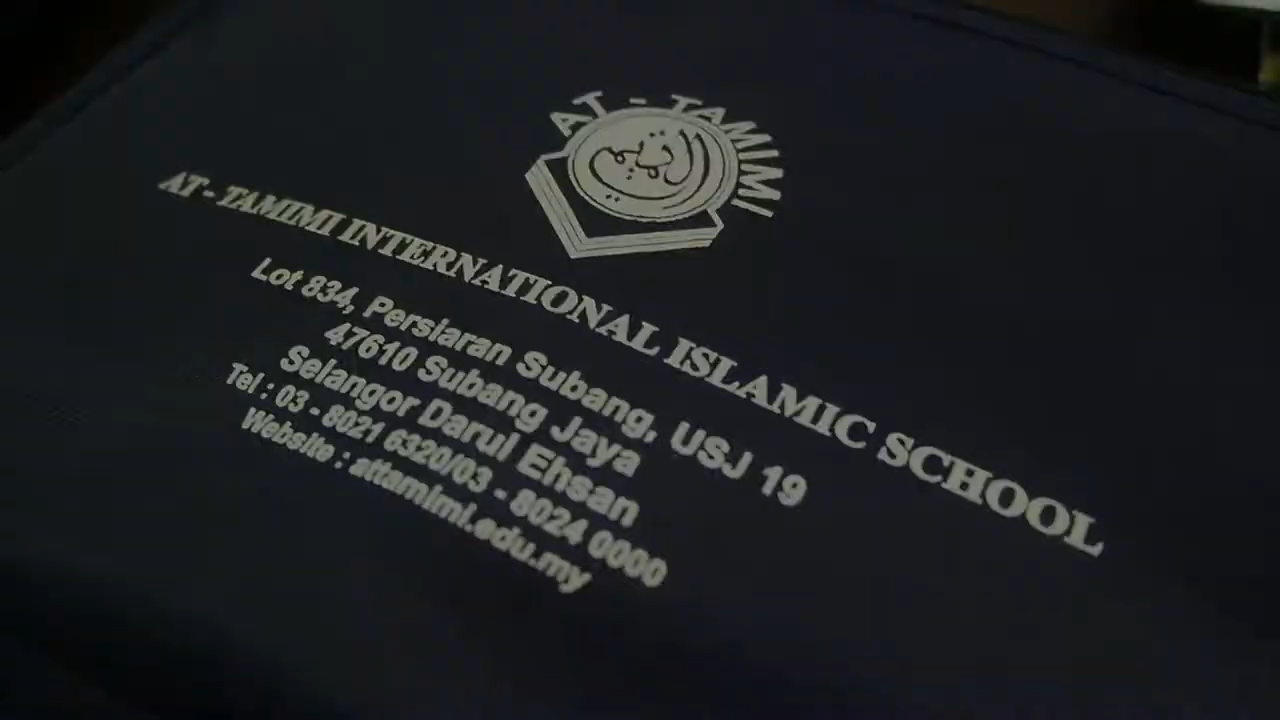 AT - TAMIMI
التميمي
AT - TAMIMI INTERNATIONAL ISLAMIC SCHOOL
Lot 834, Persiaran Subang, USJ 19
47610 Subang Jaya
Selangor Darul Ehsan
Tel : 03 - 8021 6320/03 - 8024 0000
Website : attamimi.edu.my